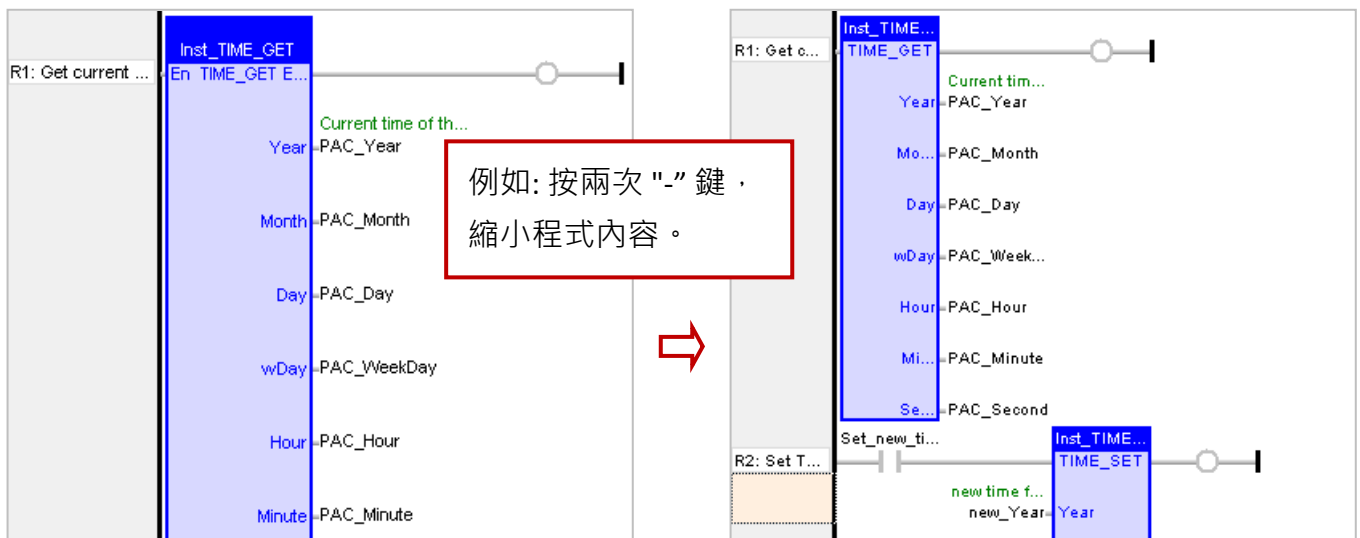 Inst_TIME_GET
R1: Get current ...
En TIME_GET E...
Current time of th...
Year PAC_Year
Month PAC_Month
Day PAC_Day
wDay PAC_WeekDay
Hour PAC_Hour
Minute PAC_Minute
例如: 按兩次 "-” 鍵，
縮小程式內容。
Inst_TIME...
R1: Get c...
TIME_GET
Current tim...
Year PAC_Year
Mo... PAC_Month
Day PAC_Day
wDay PAC_Week...
Hour PAC_Hour
Mi... PAC_Minute
Se... PAC_Second
Set_new_ti...
Inst_TIME...
R2: Set T...
TIME_SET
new time f...
new_Year Year